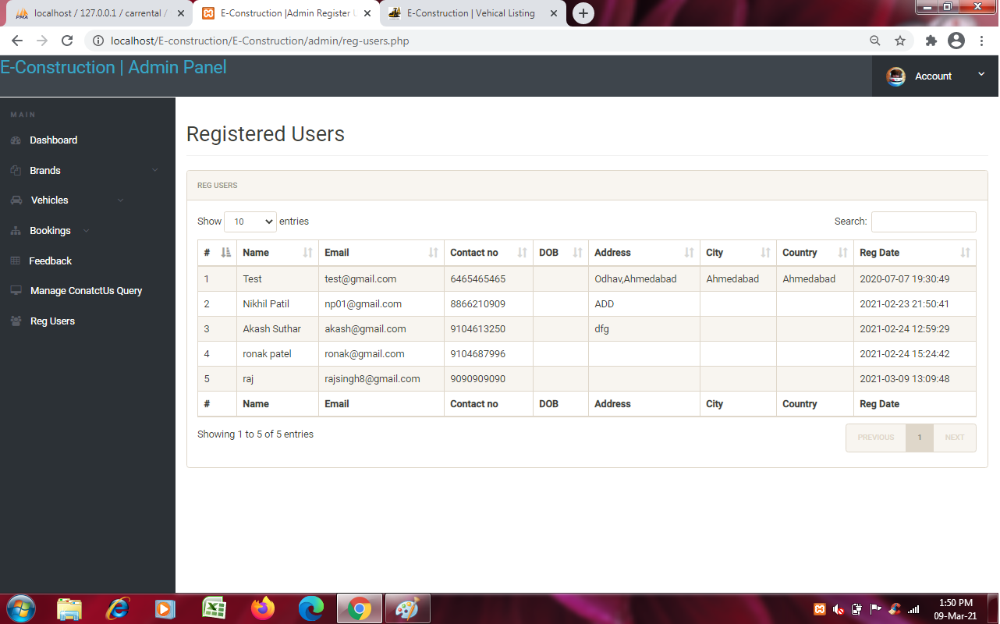 localhost / 127.0.0.1 / carrental /
E-Construction |Admin Register U
E-Construction | Vehical Listing
localhost/E-construction/E-Construction/admin/reg-users.php
E-Construction | Admin Panel
Account
MAIN
Dashboard
Brands
Vehicles
Bookings
Feedback
Manage ConatctUs Query
Reg Users
Registered Users
REG USERS
Show 10 entries Search:
# Name Email Contact no DOB Address City Country Reg Date
1 Test test@gmail.com 6465465465 Odhav,Ahmedabad Ahmedabad Ahmedabad 2020-07-07 19:30:49
2 Nikhil Patil np01@gmail.com 8866210909 ADD 2021-02-23 21:50:41
3 Akash Suthar akash@gmail.com 9104613250 dfg 2021-02-24 12:59:29
4 ronak patel ronak@gmail.com 9104687996 2021-02-24 15:24:42
5 raj rajsingh8@gmail.com 9090909090 2021-03-09 13:09:48
# Name Email Contact no DOB Address City Country Reg Date
Showing 1 to 5 of 5 entries
PREVIOUS 1 NEXT
1:50 PM
09-Mar-21